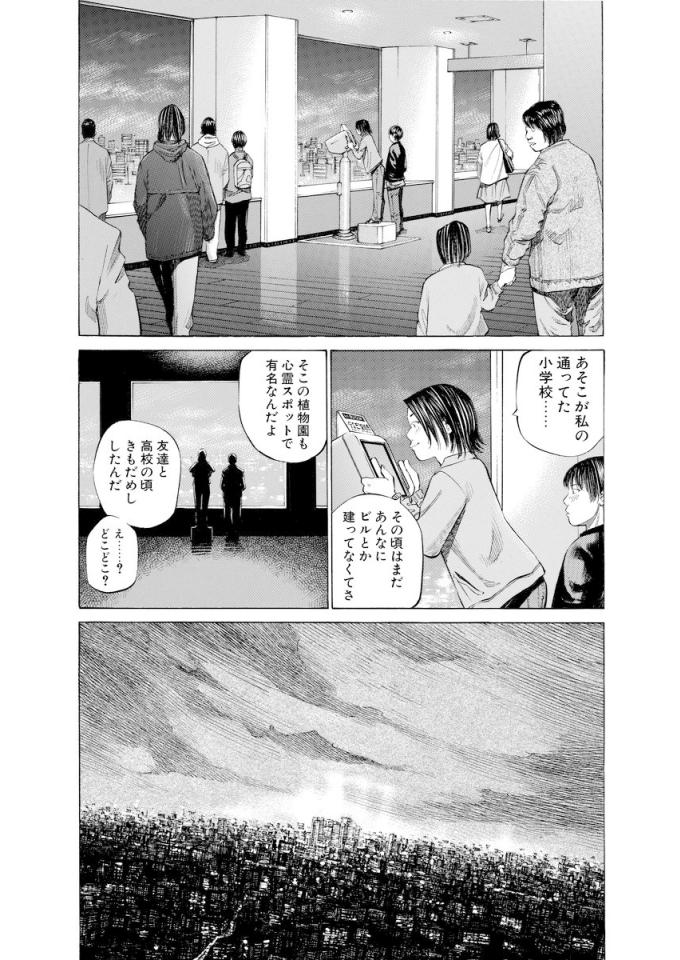 あそこが私の
通ってた
小学校……
その頃はまだ
あんなに
ビルとか
建ってなくてさ
そこの植物園も
心霊スポットで
有名なんだよ
友達と
高校の頃
きもだめし
したんだ
え……?
どこどこ?